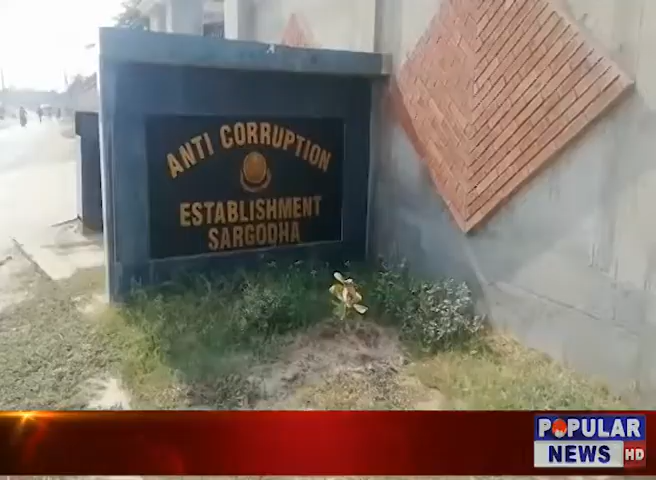 ANTI CORRUPTION
ESTABLISHMENT
SARGODHA
POPULAR
NEWS HD